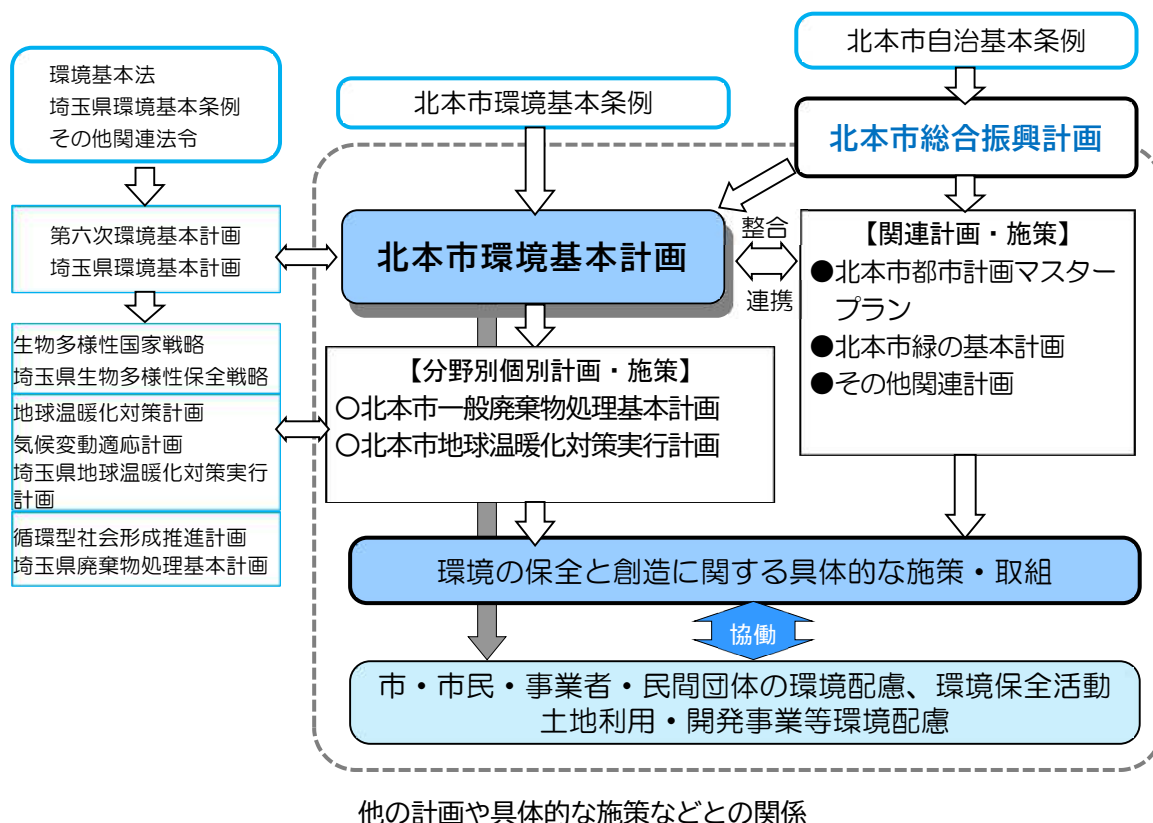 北本市自治基本条例
環境基本法
埼玉県環境基本条例
その他関連法令
北本市環境基本条例
北本市総合振興計画
第六次環境基本計画
埼玉県環境基本計画
北本市環境基本計画
整合
連携
【関連計画・施策】
●北本市都市計画マスター
プラン
●北本市緑の基本計画
●その他関連計画
生物多様性国家戦略
埼玉県生物多様性保全戦略
地球温暖化対策計画
気候変動適応計画
埼玉県地球温暖化対策実行
計画
循環型社会形成推進計画
埼玉県廃棄物処理基本計画
【分野別個別計画・施策】
○北本市一般廃棄物処理基本計画
○北本市地球温暖化対策実行計画
環境の保全と創造に関する具体的な施策・取組
協働
市・市民・事業者・民間団体の環境配慮、環境保全活動
土地利用・開発事業等環境配慮
他の計画や具体的な施策などとの関係